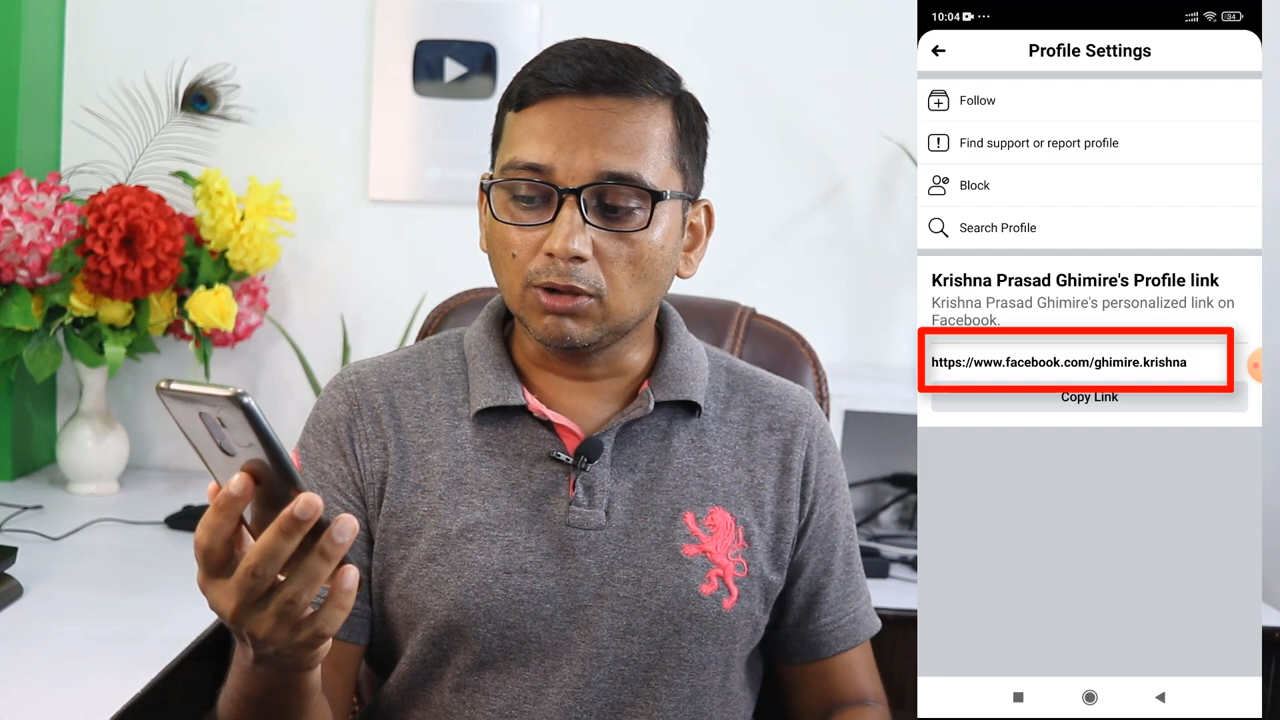 10:04
34
Profile Settings
Follow
Find support or report profile
Block
Search Profile
Krishna Prasad Ghimire's Profile link
Krishna Prasad Ghimire's personalized link on
Facebook.
https://www.facebook.com/ghimire.krishna
Copy Link